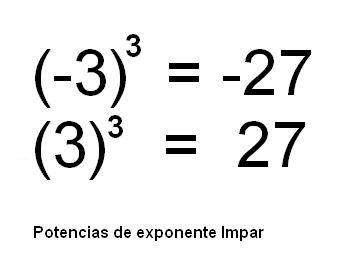 (-3)³ = -27
(3)³ = 27
Potencias de exponente Impar